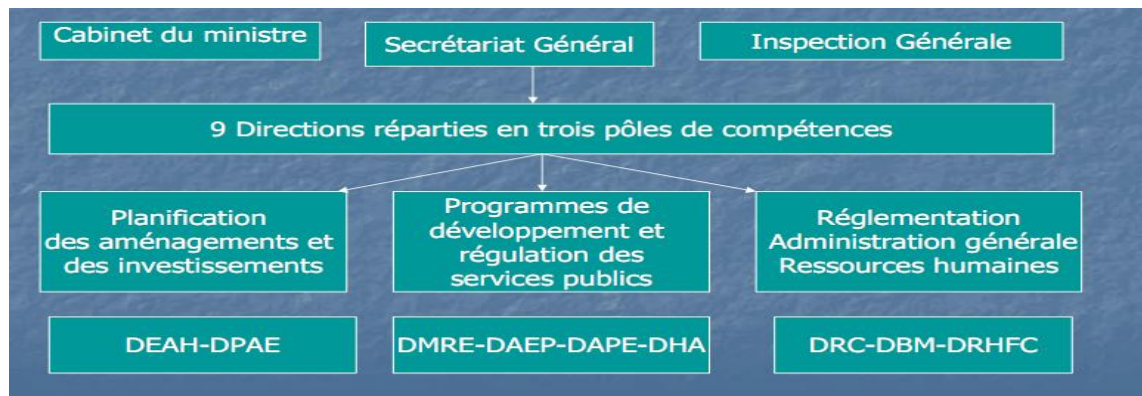 Cabinet du ministre
Secrétariat Général
Inspection Générale
9 Directions réparties en trois pôles de compétences
Planification
des aménagements et
des investissements
Programmes de
développement et
régulation des
services publics
Réglementation
Administration générale
Ressources humaines
DEAH-DPAE
DMRE-DAEP-DAPE-DHA
DRC-DBM-DRHFC